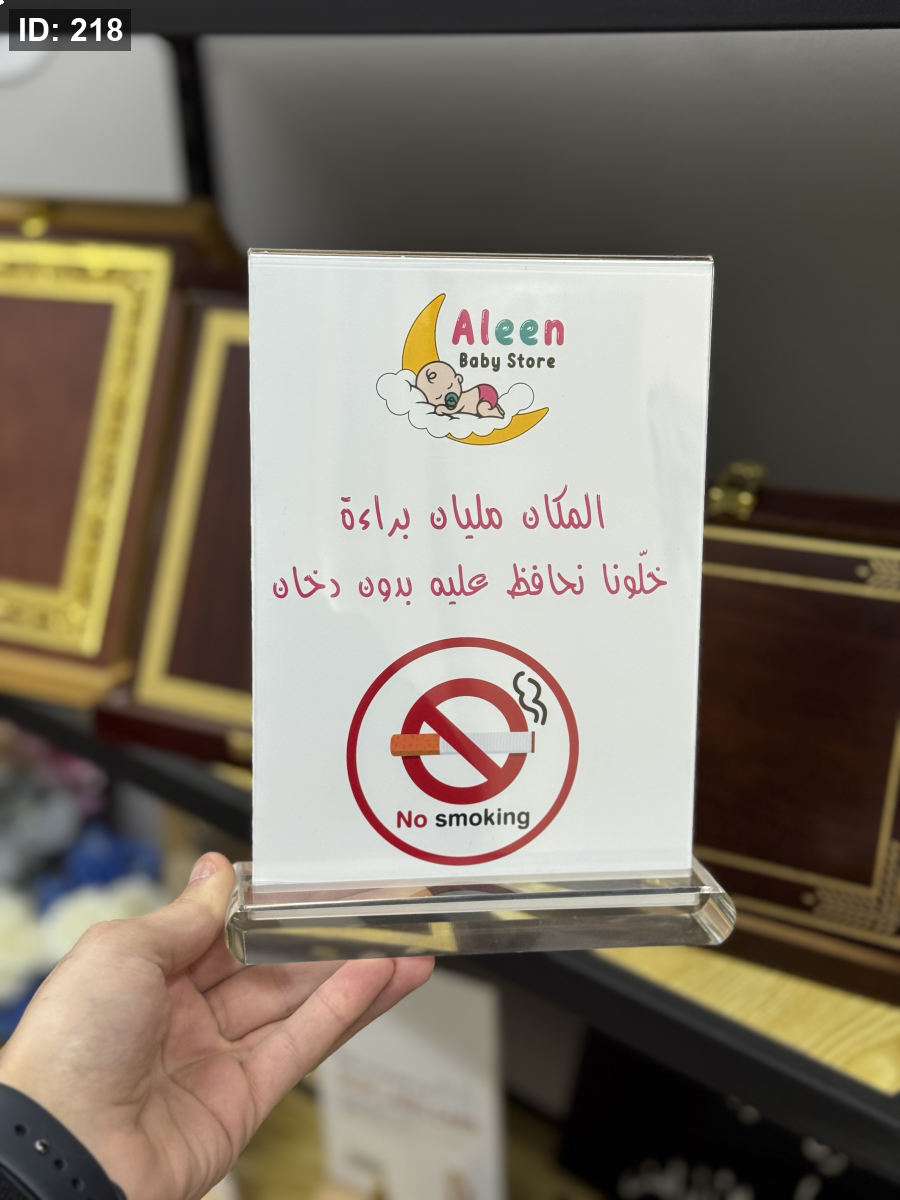 ID: 218
Aleen
Baby Store
المكان مليان براءة
خلّونا نحافظ عليه بدون دخان
No smoking